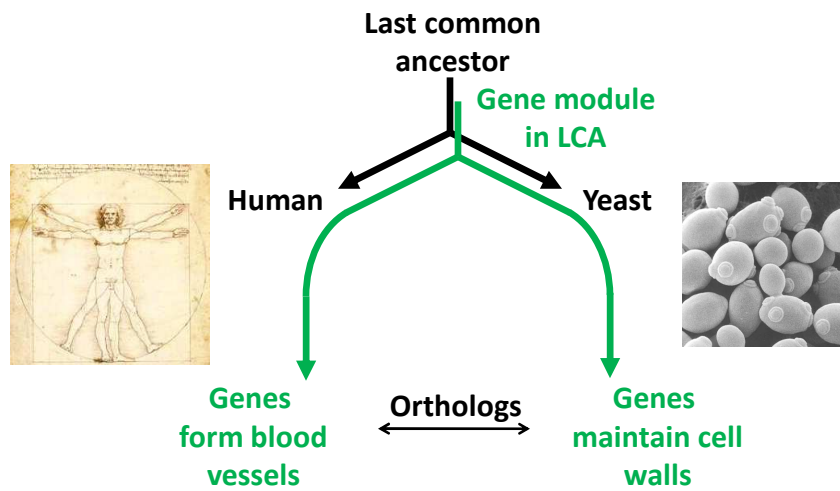 Last common
ancestor
Gene module
in LCA
Human
Yeast
Genes
form blood
vessels
Orthologs
Genes
maintain cell
walls